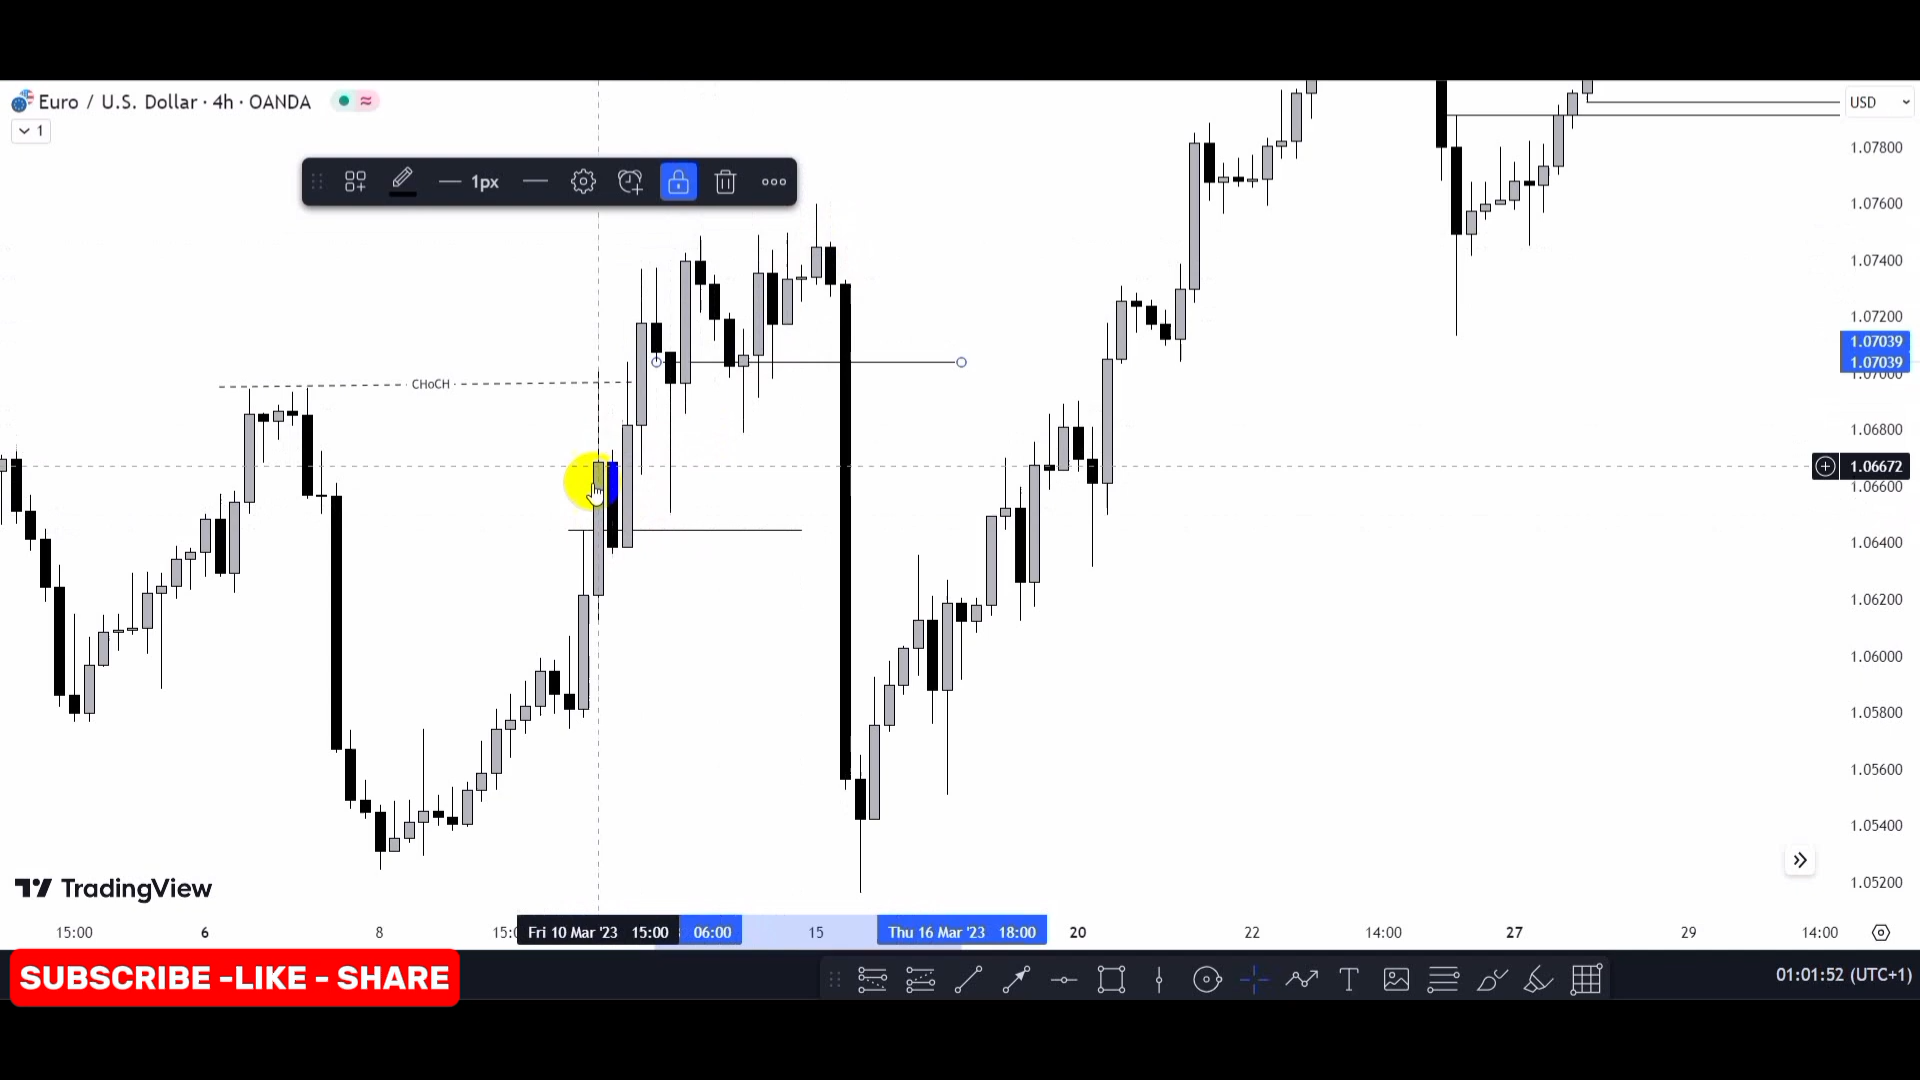 Euro / U.S. Dollar · 4h · OANDA
USD
1
1px
1.07800
1.07600
1.07400
1.07200
1.07039
1.07039
1.07000
CHoCH
1.06800
1.06672
1.06600
1.06400
1.06200
1.06000
1.05800
1.05600
1.05400
1.05200
TradingView
15:00 6 8 15:0 Fri 10 Mar '23 15:00 06:00 15 Thu 16 Mar '23 18:00 20 22 14:00 27 29 14:00
SUBSCRIBE -LIKE - SHARE
01:01:52 (UTC+1)